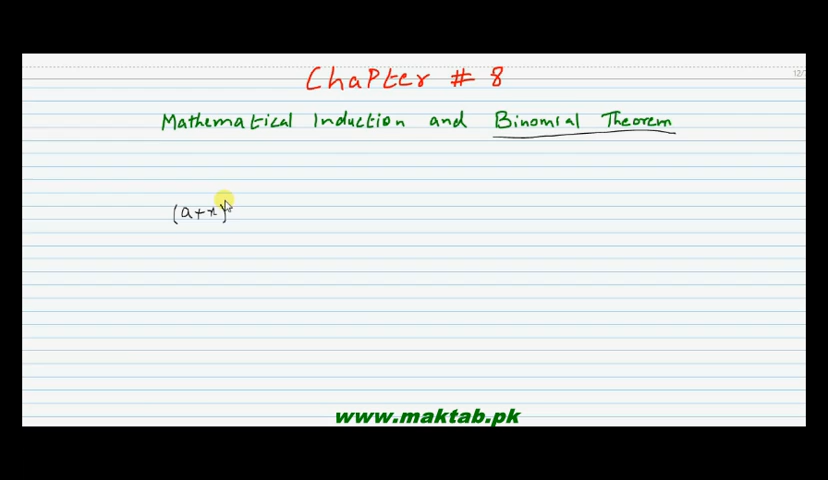 ChaPter # 8
Mathematical Induction and Binomial Theorem
(a+x)
www.maktab.pk